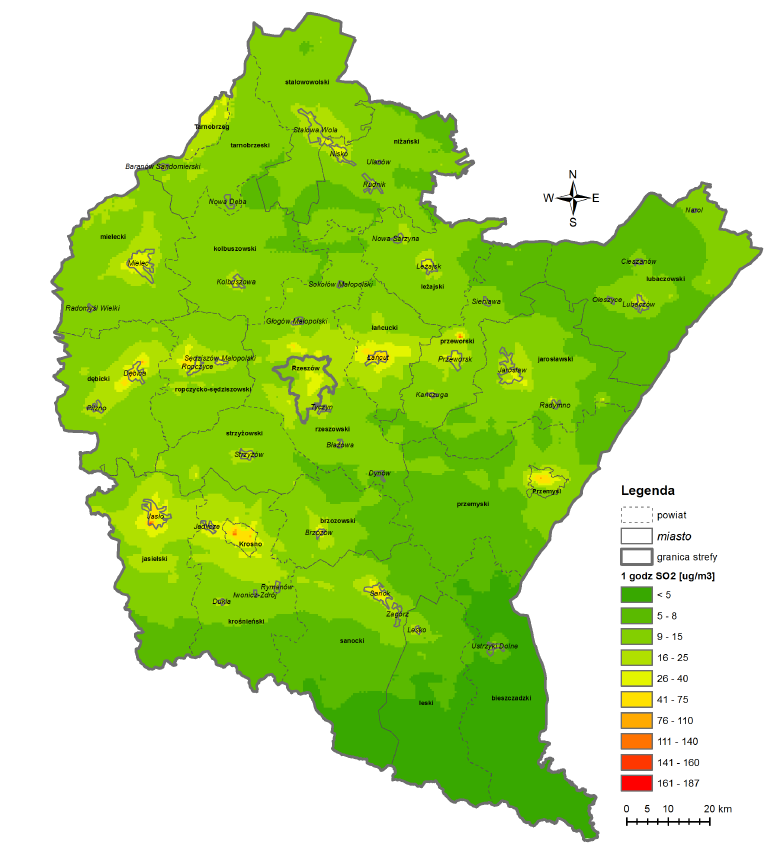 stalowowolski
Tarnobrzeg
Stalowa Wola
niżański
tarnobrzeski
Nisko
Ulanów
Baranów Sandomierski
Rudnik
N
W E
S
Nowa Dęba
Narol
mielecki
Nowa Sarzyna
kolbuszowski
Mielec
Leżajsk
Cieszanów
lubaczowski
Kolbuszowa
Sokołów Małopolski
leżajski
Sieniawa
Oleszyce
Lubaczów
Radomyśl Wielki
Głogów Małopolski
łańcucki
przeworski
Sędziszów Małopolski
Ropczyce
Łańcut
Przeworsk
jarosławski
Rzeszów
Jarosław
Dębica
dębicki
ropczycko-sędziszowski
Kańczuga
Pilzno
Tyczyn
Radymno
strzyżowski
rzeszowski
Błażowa
Strzyżów
Dynów
Przemyśl
Legenda
przemyski
powiat
Jasło
Jedlicze
brzozowski
Brzozów
miasto
Krosno
granica strefy
jasielski
1 godz SO2 [ug/m3]
< 5
Rymanów
Iwonicz-Zdrój
Sanok
Dukla
5 - 8
Zagórz
krośnieński
Lesko
9 - 15
sanocki
Ustrzyki Dolne
16 - 25
26 - 40
leski
bieszczadzki
41 - 75
76 - 110
111 - 140
141 - 160
161 - 187
0 5 10 20 km